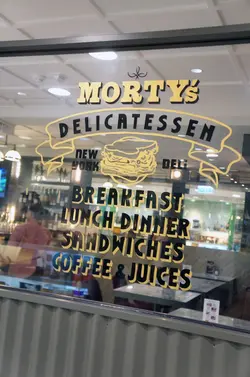 MORTY's
DELICATESSEN
NEW YORK DELI
BREAKFAST
LUNCH·DINNER
SANDWICHES
COFFEE & JUICES